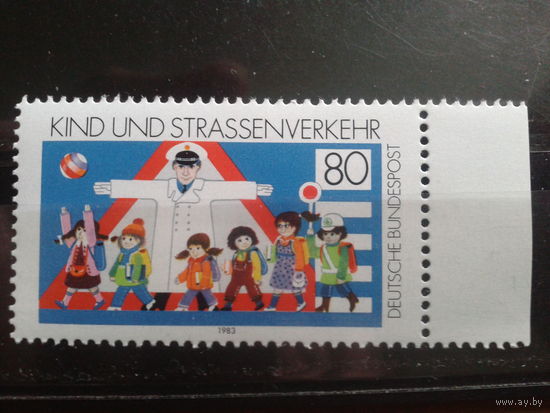 KIND UND STRASSENVERKEHR
80
DEUTSCHE BUNDESPOST
1983
www.ay.by